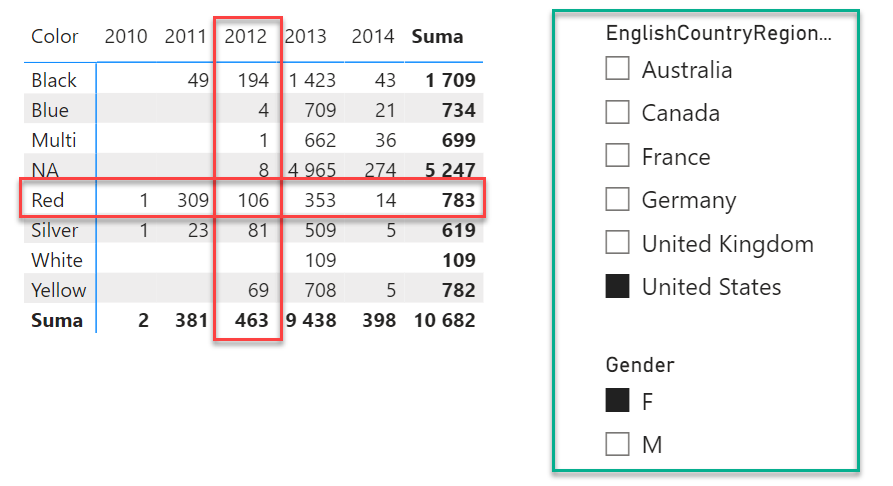 Color 2010 2011 2012 2013 2014 Suma
Black 49 194 1 423 43 1 709
Blue 4 709 21 734
Multi 1 662 36 699
NA 8 4 965 274 5 247
Red 1 309 106 353 14 783
Silver 1 23 81 509 5 619
White 109 109
Yellow 69 708 5 782
Suma 2 381 463 9 438 398 10 682
EnglishCountryRegion...
Australia
Canada
France
Germany
United Kingdom
United States
Gender
F
M